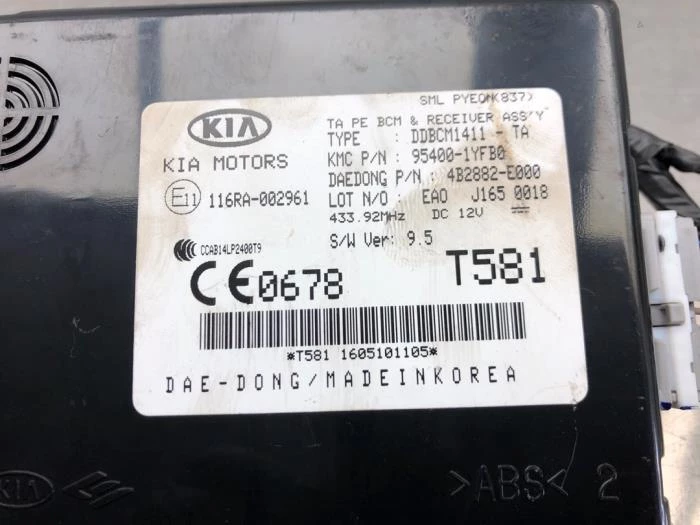 SML PYEON(837)
KIA
TA PE BCM & RECEIVER ASS'Y
TYPE : DDBCM1411 - TA
KIA MOTORS
KMC P/N : 95400-1YFB0
DAEDONG P/N : 4B2882-E000
E11 116RA-002961
LOT N/O : EAO J165 0018
433.92MHz DC 12V
S/W Ver: 9.5
CCAB14LP2400T9
CE0678
T581
*T581 1605101105*
DAE-DONG/MADEINKOREA
KIA
>ABS< 2